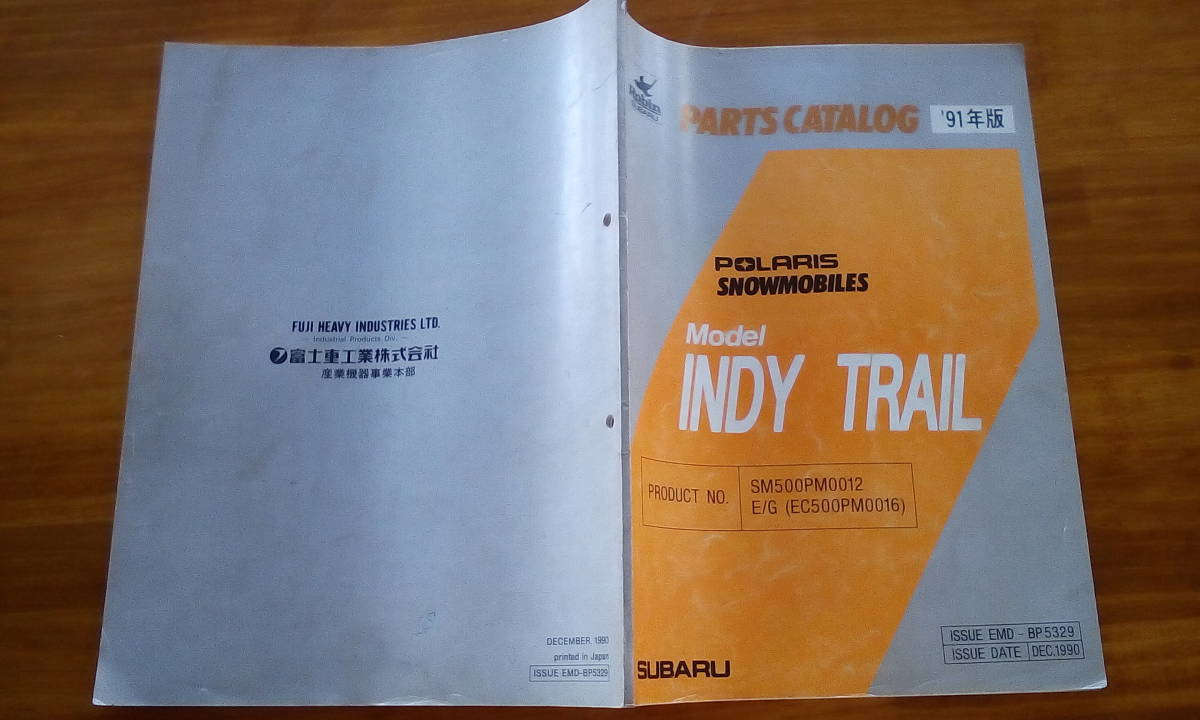 FUJI HEAVY INDUSTRIES LTD.
— Industrial Products Div. —
富士重工業株式会社
産業機器事業本部
DECEMBER. 1990
printed in Japan
ISSUE EMD-BP5329
Robin
SUBARU
PARTS CATALOG
'91年版
POLARIS
SNOWMOBILES
Model
INDY TRAIL
PRODUCT NO.
SM500PM0012
E/G (EC500PM0016)
ISSUE EMD - BP5329
ISSUE DATE DEC.1990
SUBARU